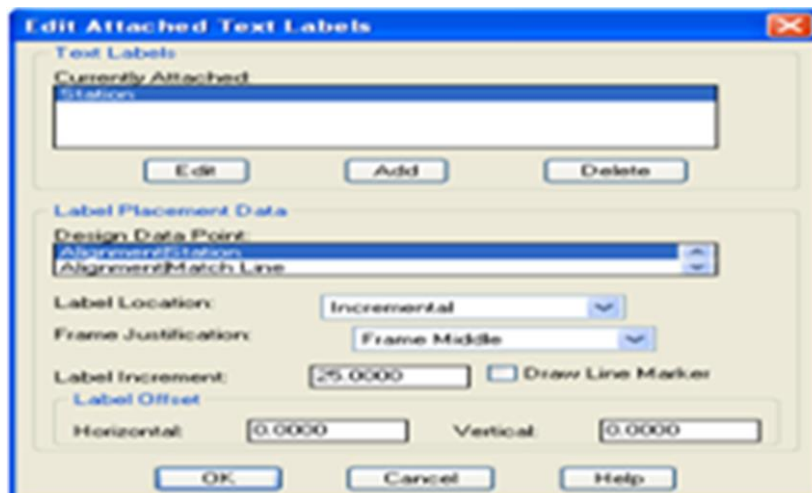 Edit Attached Text Labels
Text Labels
Currently Attached:
Station
Edit Add Delete
Label Placement Data
Design Data Point:
Alignment|Station
Alignment|Match Line
Label Location: Incremental
Frame Justification: Frame Middle
Label Increment: 25.0000 Draw Line Marker
Label Offset
Horizontal: 0.0000 Vertical: 0.0000
OK Cancel Help